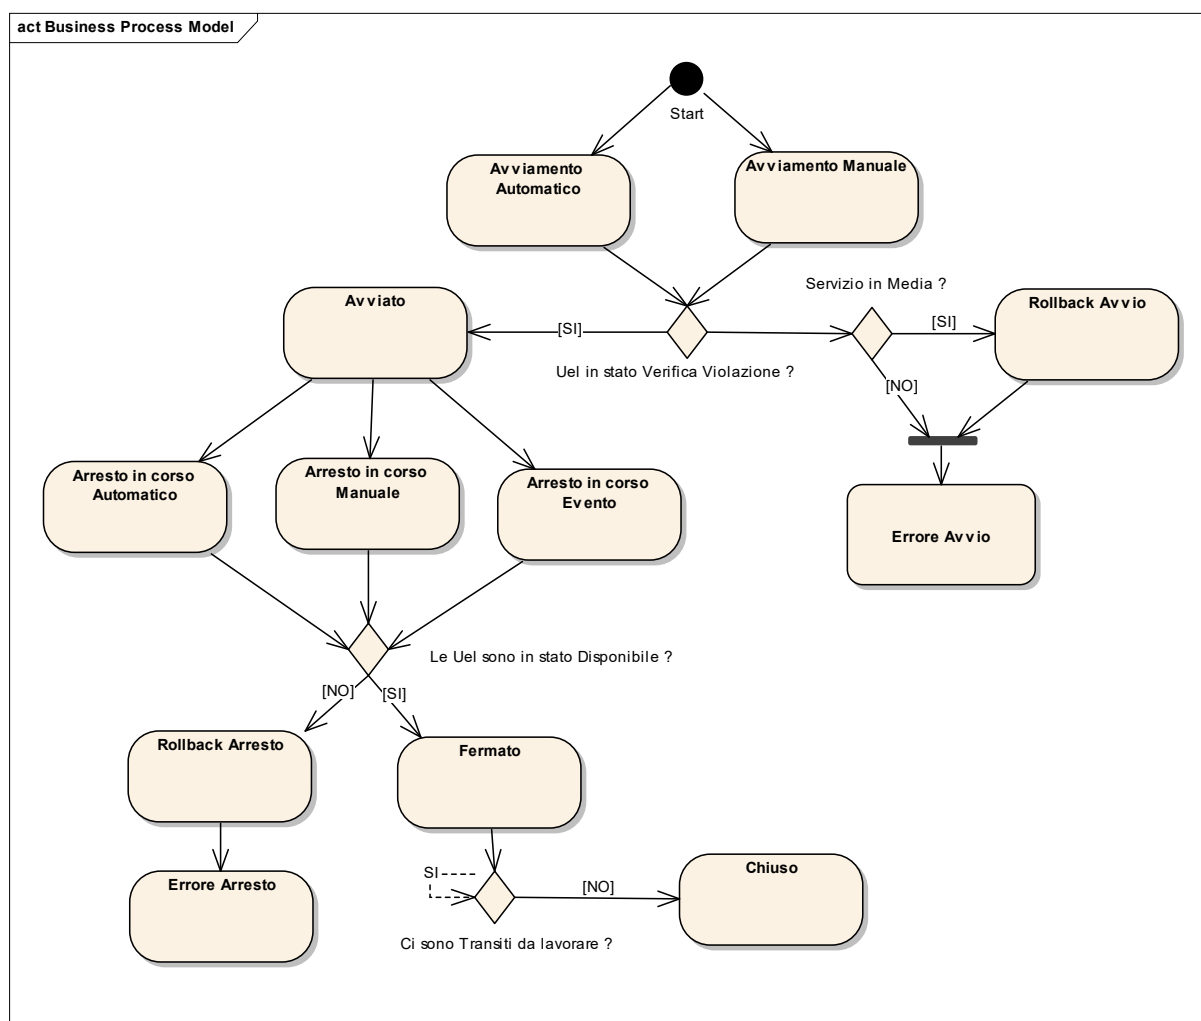 act Business Process Model
Start
Avviamento
Automatico
Avviamento Manuale
Servizio in Media ?
Avviato
Rollback Avvio
[SI]
[SI]
Uel in stato Verifica Violazione ?
[NO]
Arresto in corso
Automatico
Arresto in corso
Manuale
Arresto in corso
Evento
Errore Avvio
Le Uel sono in stato Disponibile ?
[NO]
[SI]
Rollback Arresto
Fermato
SI
[NO]
Errore Arresto
Chiuso
Ci sono Transiti da lavorare ?